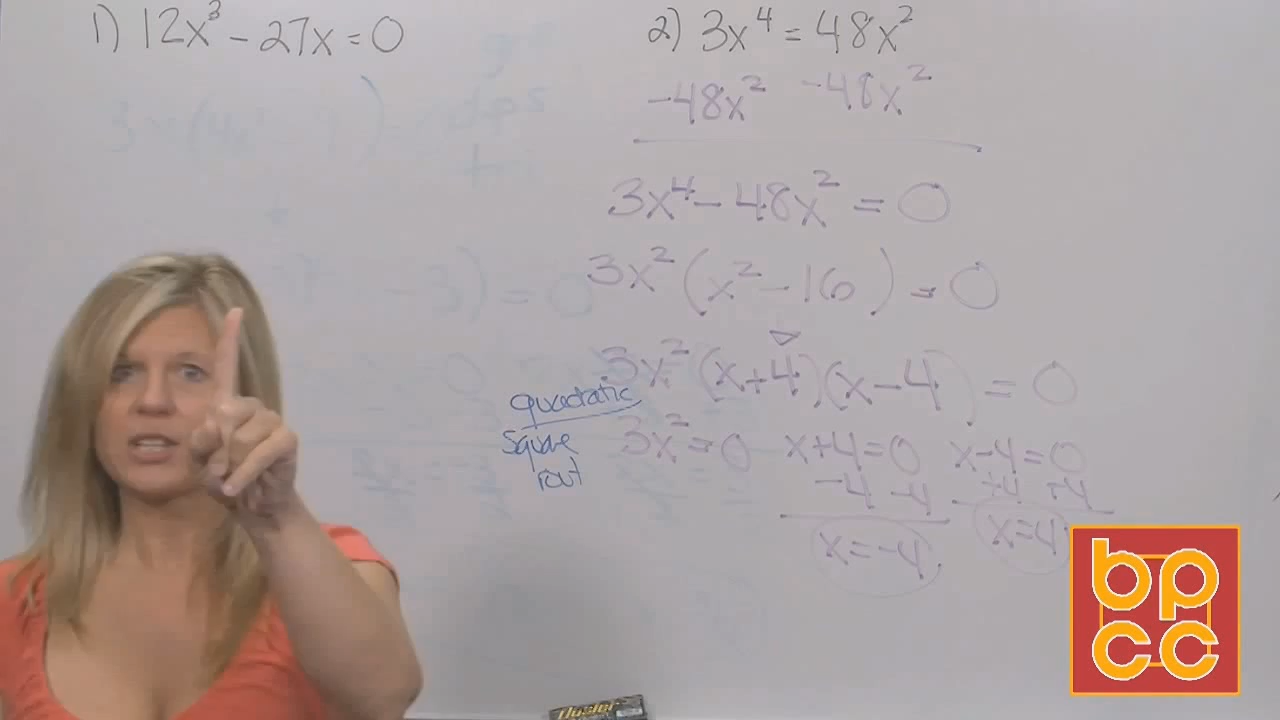 1) 12x³ - 27x = 0
2) 3x⁴ = 48x²
-48x² -48x²
3x⁴ - 48x² = 0
3x² (x² - 16) = 0
3x² (x+4)(x-4) = 0
quadratic
square
rout
3x² = 0 x+4=0 x-4=0
-4 -4 +4 +4
x=-4 x=4
bp
cc